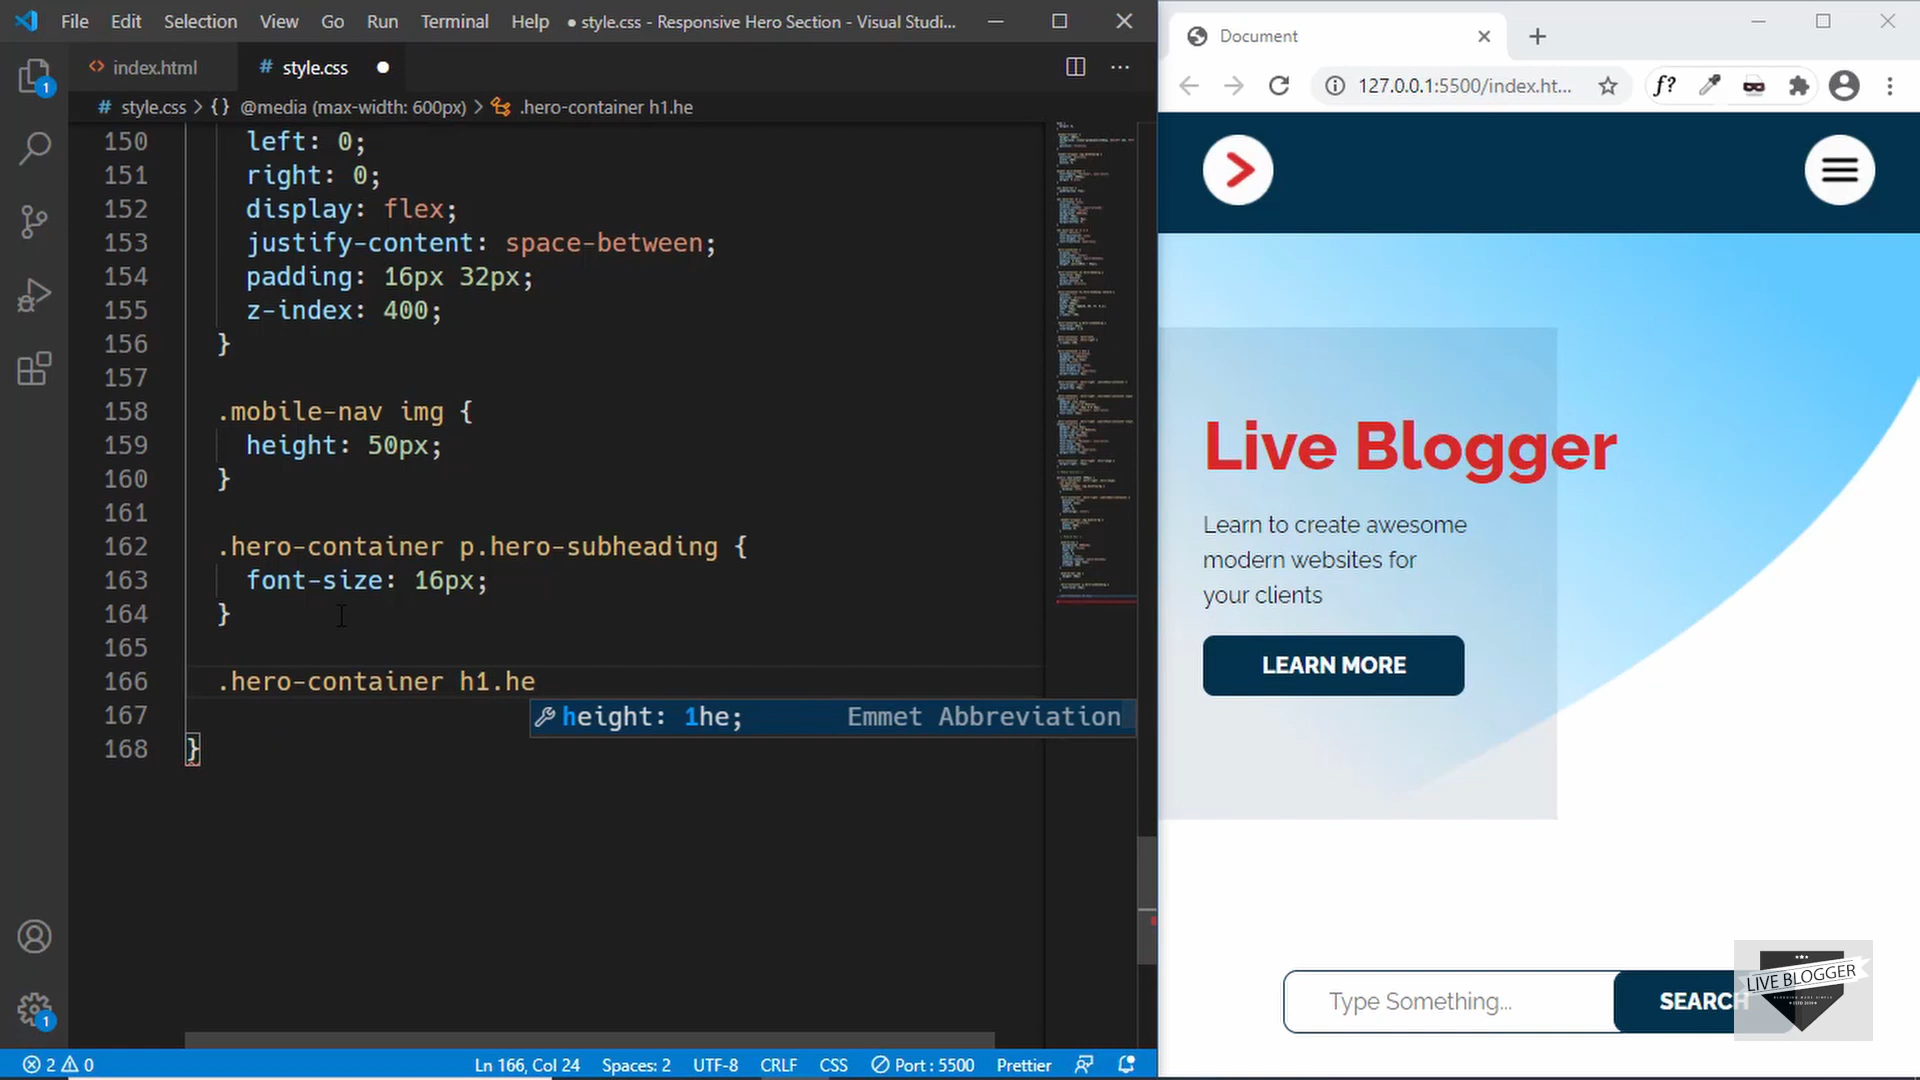 File Edit Selection View Go Run Terminal Help ● style.css - Responsive Hero Section - Visual Studi...
index.html
# style.css ●
# style.css > {} @media (max-width: 600px) > .hero-container h1.he
150 left: 0;
151 right: 0;
152 display: flex;
153 justify-content: space-between;
154 padding: 16px 32px;
155 z-index: 400;
156 }
157
158 .mobile-nav img {
159 height: 50px;
160 }
161
162 .hero-container p.hero-subheading {
163 font-size: 16px;
164 }
165
166 .hero-container h1.he
height: 1he; Emmet Abbreviation
167
168 }
1
1
2 0 Ln 166, Col 24 Spaces: 2 UTF-8 CRLF CSS Port : 5500 Prettier
Document
127.0.0.1:5500/index.ht...
f?
Live Blogger
Learn to create awesome
modern websites for
your clients
LEARN MORE
Type Something...
SEARCH
LIVE BLOGGER